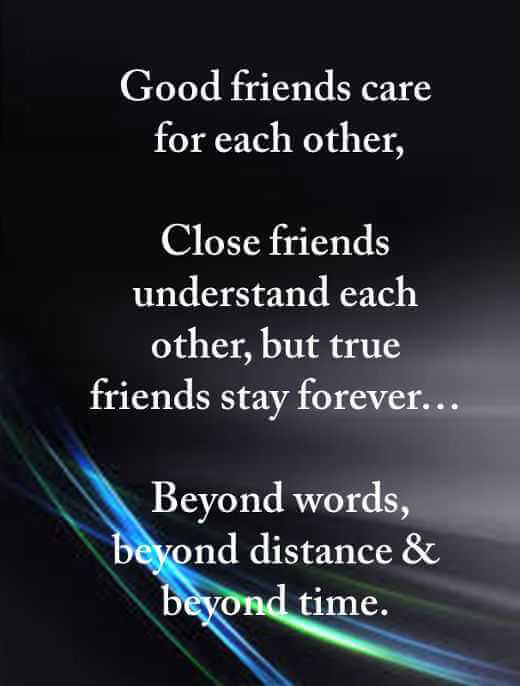 Good friends care
for each other,
Close friends
understand each
other, but true
friends stay forever...
Beyond words,
beyond distance &
beyond time.